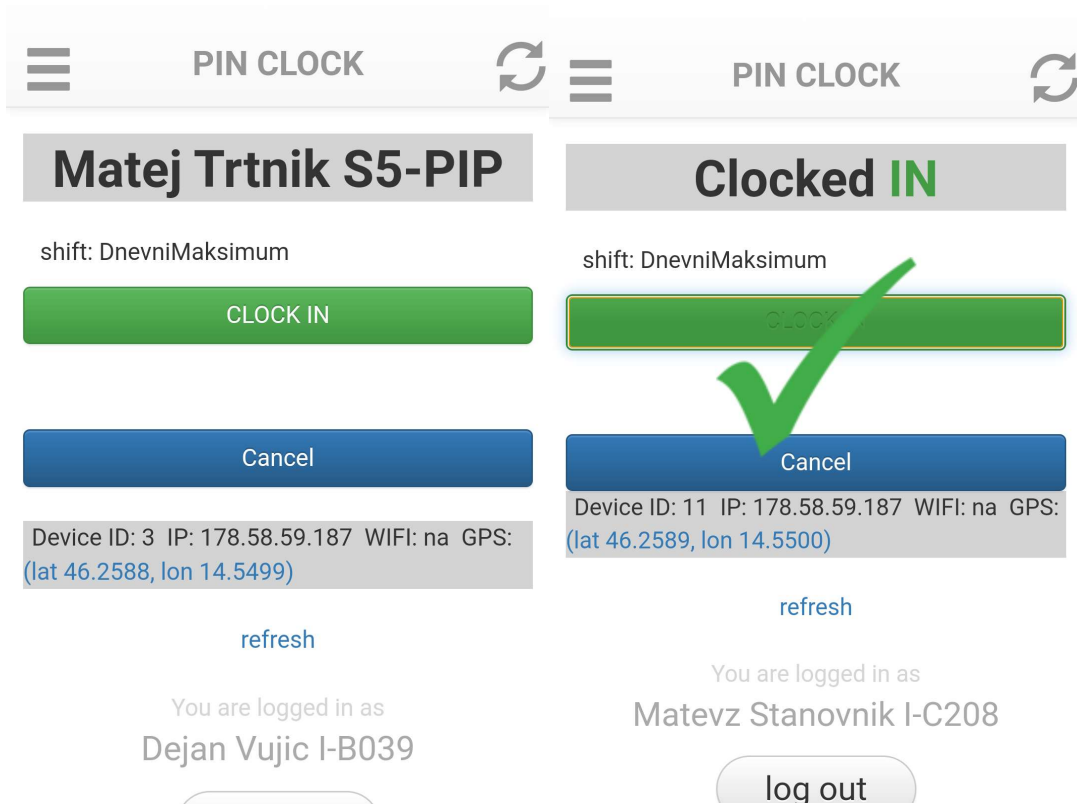 PIN CLOCK
Matej Trtnik S5-PIP
shift: DnevniMaksimum
CLOCK IN
Cancel
Device ID: 3 IP: 178.58.59.187 WIFI: na GPS:
(lat 46.2588, lon 14.5499)
refresh
You are logged in as
Dejan Vujic I-B039
PIN CLOCK
Clocked IN
shift: DnevniMaksimum
Cancel
Device ID: 11 IP: 178.58.59.187 WIFI: na GPS:
(lat 46.2589, lon 14.5500)
refresh
You are logged in as
Matevz Stanovnik I-C208
log out